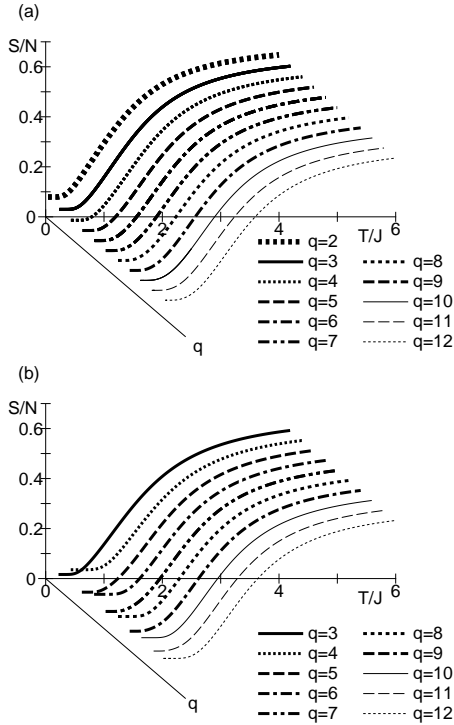 (a)
S/N
0.6
0.4
0.2
0
0 2 4 6
T/J
q
q=2
q=3
q=4
q=5
q=6
q=7
q=8
q=9
q=10
q=11
q=12
(b)
S/N
0.6
0.4
0.2
0
0 2 4 6
T/J
q
q=3
q=4
q=5
q=6
q=7
q=8
q=9
q=10
q=11
q=12